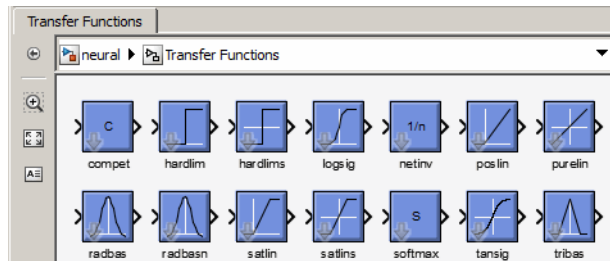 Transfer Functions
neural Transfer Functions
C 1/n
compet hardlim hardlims logsig netinv poslin purelin
S
radbas radbasn satlin satlins softmax tansig tribas